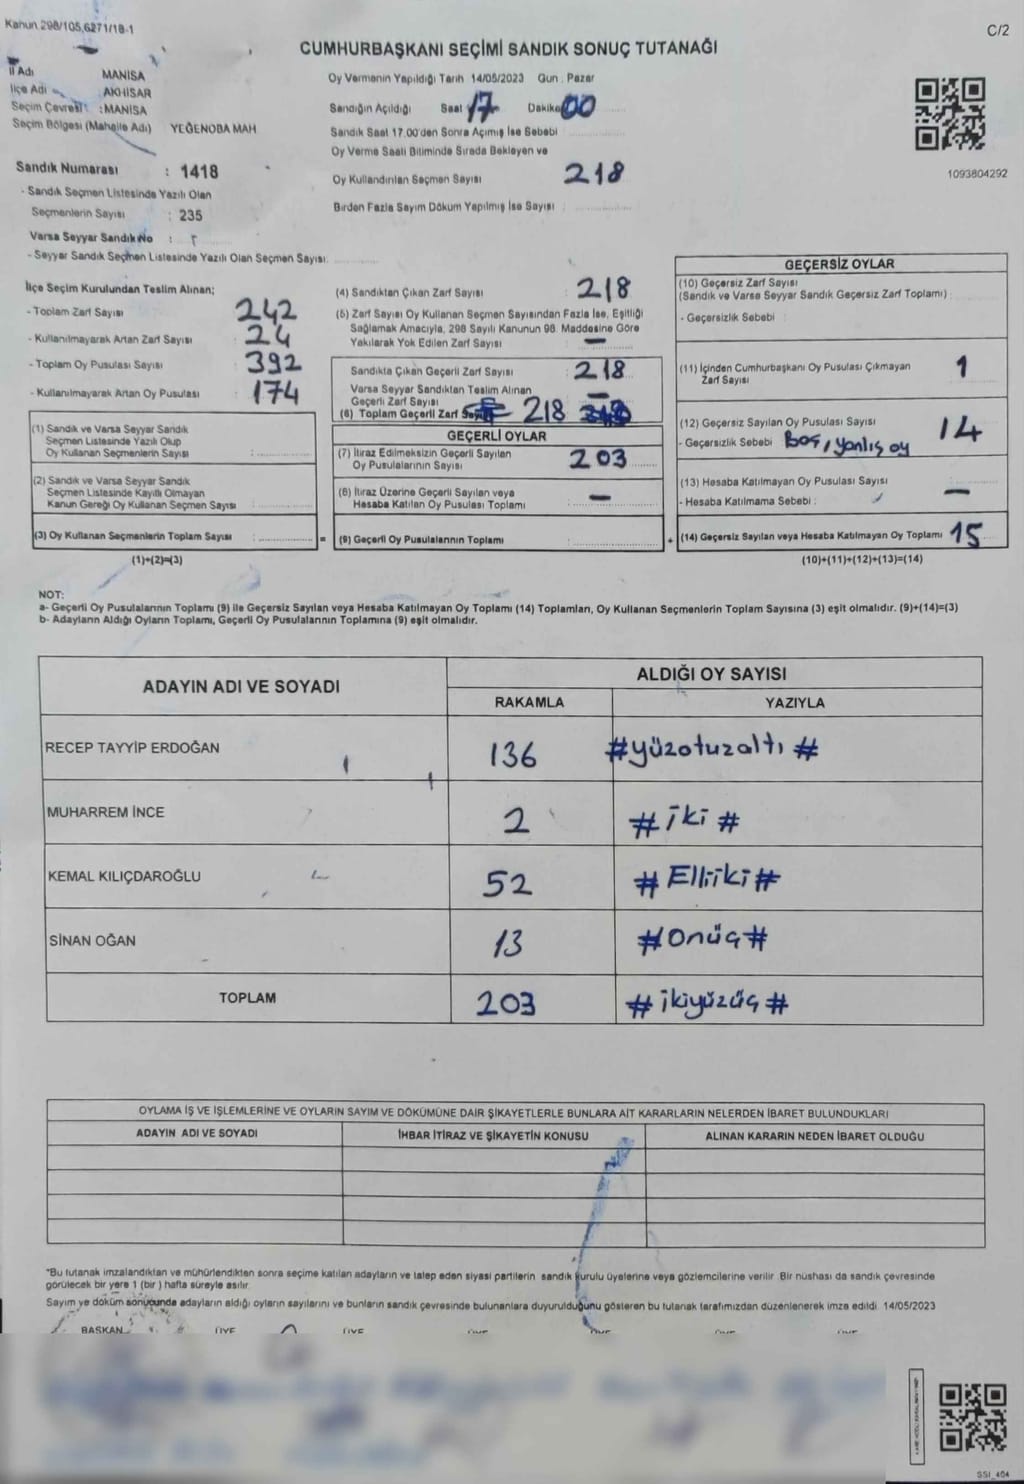 Kanun 298/105,6271/18-1
C/2
CUMHURBAŞKANI SEÇİMİ SANDIK SONUÇ TUTANAĞI
İl Adı MANİSA
İlçe Adı AKHİSAR
Seçim Çevresi : MANİSA
Seçim Bölgesi (Mahalle Adı) YEĞENOBA MAH
Sandık Numarası : 1418
- Sandık Seçmen Listesinde Yazılı Olan
Seçmenlerin Sayısı : 235
Varsa Seyyar Sandık No :
- Seyyar Sandık Seçmen Listesinde Yazılı Olan Seçmen Sayısı:
Oy Vermenin Yapıldığı Tarih 14/05/2023 Gün : Pazar
Sandığın Açıldığı Saat 17 Dakika 00
Sandık Saat 17.00'den Sonra Açımış İse Sebebi
Oy Verme Saati Bitiminde Sırada Bekleyen ve
Oy Kullandırılan Seçmen Sayısı 218
Birden Fazla Sayım Döküm Yapılmış İse Sayısı :
1093804292
İlçe Seçim Kurulundan Teslim Alınan;
- Toplam Zarf Sayısı : 242
- Kullanılmayarak Artan Zarf Sayısı : 24
- Toplam Oy Pusulası Sayısı : 392
- Kullanılmayarak Artan Oy Pusulası : 174
(1) Sandık ve Varsa Seyyar Sandık
Seçmen Listesinde Yazılı Olup
Oy Kullanan Seçmenlerin Sayısı :
(2) Sandık ve Varsa Seyyar Sandık
Seçmen Listesinde Kayıtlı Olmayan
Kanun Gereği Oy Kullanan Seçmen Sayısı
(3) Oy Kullanan Seçmenlerin Toplam Sayısı :
(1)+(2)=(3)
(4) Sandıktan Çıkan Zarf Sayısı : 218
(5) Zarf Sayısı Oy Kullanan Seçmen Sayısından Fazla İse, Eşitliği
Sağlamak Amacıyla, 298 Sayılı Kanunun 98. Maddesine Göre
Yakılarak Yok Edilen Zarf Sayısı : —
Sandıkta Çıkan Geçerli Zarf Sayısı : 218
Varsa Seyyar Sandıktan Teslim Alınan
Geçerli Zarf Sayısı : —
(6) Toplam Geçerli Zarf 218
GEÇERLİ OYLAR
(7) İtiraz Edilmeksizin Geçerli Sayılan
Oy Pusulalarının Sayısı 203
(8) İtiraz Üzerine Geçerli Sayılan veya
Hesaba Katılan Oy Pusulası Toplamı —
= (9) Geçerli Oy Pusulalarının Toplamı :
GEÇERSİZ OYLAR
(10) Geçersiz Zarf Sayısı
(Sandık ve Varsa Seyyar Sandık Geçersiz Zarf Toplamı) :
- Geçersizlik Sebebi :
(11) İçinden Cumhurbaşkanı Oy Pusulası Çıkmayan
Zarf Sayısı 1
(12) Geçersiz Sayılan Oy Pusulası Sayısı 14
- Geçersizlik Sebebi Boş, yanlış oy
(13) Hesaba Katılmayan Oy Pusulası Sayısı —
- Hesaba Katılmama Sebebi :
+ (14) Geçersiz Sayılan veya Hesaba Katılmayan Oy Toplamı 15
(10)+(11)+(12)+(13)=(14)
NOT:
a- Geçerli Oy Pusulalarının Toplamı (9) ile Geçersiz Sayılan veya Hesaba Katılmayan Oy Toplamı (14) Toplamları, Oy Kullanan Seçmenlerin Toplam Sayısına (3) eşit olmalıdır. (9)+(14)=(3)
b- Adayların Aldığı Oyların Toplamı, Geçerli Oy Pusulalarının Toplamına (9) eşit olmalıdır.
ADAYIN ADI VE SOYADI
ALDIĞI OY SAYISI
RAKAMLA YAZIYLA
RECEP TAYYİP ERDOĞAN 136 #yüzotuzaltı #
MUHARREM İNCE 2 # iki #
KEMAL KILIÇDAROĞLU 52 # Elliiki #
SİNAN OĞAN 13 #Onüç#
TOPLAM 203 # ikiyüzüç #
OYLAMA İŞ VE İŞLEMLERİNE VE OYLARIN SAYIM VE DÖKÜMÜNE DAİR ŞİKAYETLERLE BUNLARA AİT KARARLARIN NELERDEN İBARET BULUNDUKLARI
ADAYIN ADI VE SOYADI İHBAR İTİRAZ VE ŞİKAYETİN KONUSU ALINAN KARARIN NEDEN İBARET OLDUĞU
*Bu tutanak imzalandıktan ve mühürlendikten sonra seçime katılan adayların ve talep eden siyasi partilerin sandık kurulu üyelerine veya gözlemcilerine verilir. Bir nüshası da sandık çevresinde
görülecek bir yere 1 (bir) hafta süreyle asılır.
Sayım ve döküm sonucunda adayların aldığı oyların sayılarını ve bunların sandık çevresinde bulunanlara duyurulduğunu gösteren bu tutanak tarafımızdan düzenlenerek imza edildi. 14/05/2023
BAŞKAN ÜYE ÜYE ÜYE ÜYE ÜYE ÜYE
SSI_404